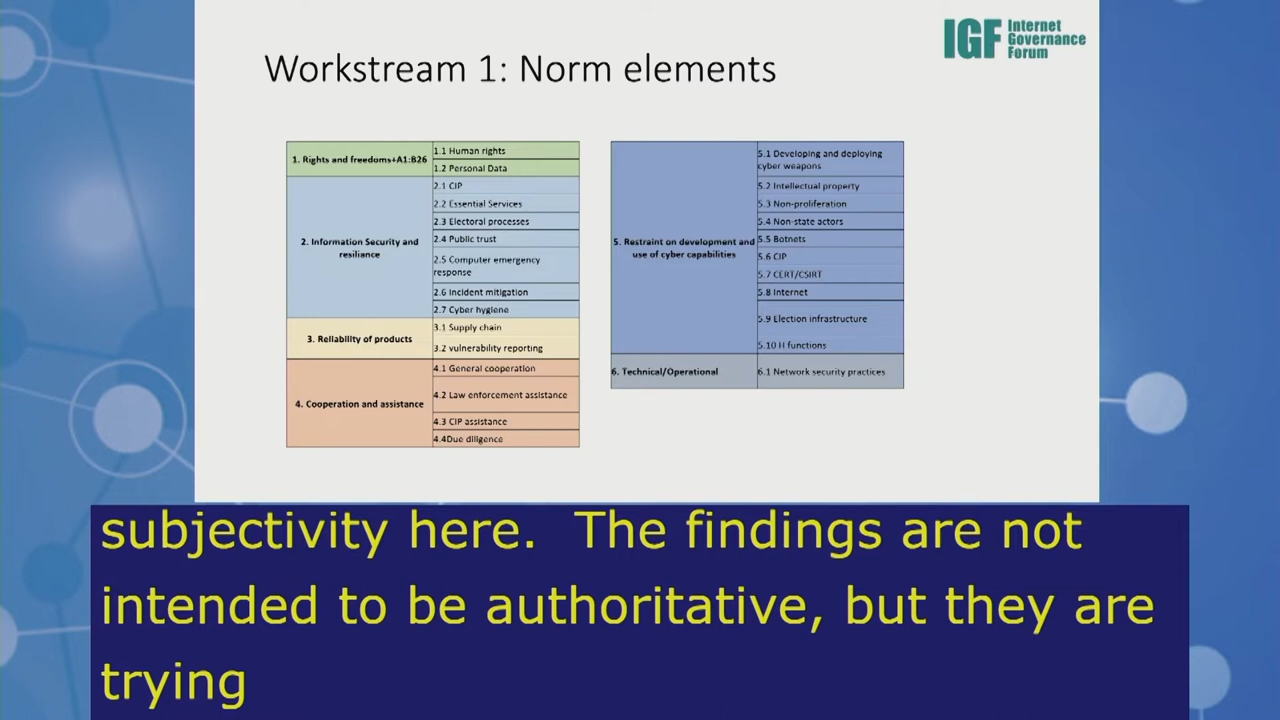 IGF Internet
Governance
Forum
Workstream 1: Norm elements
1. Rights and freedoms+A1:B26
1.1 Human rights
1.2 Personal Data
2. Information Security and
resiliance
2.1 CIP
2.2 Essential Services
2.3 Electoral processes
2.4 Public trust
2.5 Computer emergency
response
2.6 Incident mitigation
2.7 Cyber hygiene
3. Reliability of products
3.1 Supply chain
3.2 vulnerability reporting
4. Cooperation and assistance
4.1 General cooperation
4.2 Law enforcement assistance
4.3 CIP assistance
4.4Due diligence
5. Restraint on development and
use of cyber capabilities
5.1 Developing and deploying
cyber weapons
5.2 Intellectual property
5.3 Non-proliferation
5.4 Non-state actors
5.5 Botnets
5.6 CIP
5.7 CERT/CSIRT
5.8 Internet
5.9 Election infrastructure
5.10 H functions
6. Technical/Operational
6.1 Network security practices
subjectivity here. The findings are not
intended to be authoritative, but they are
trying